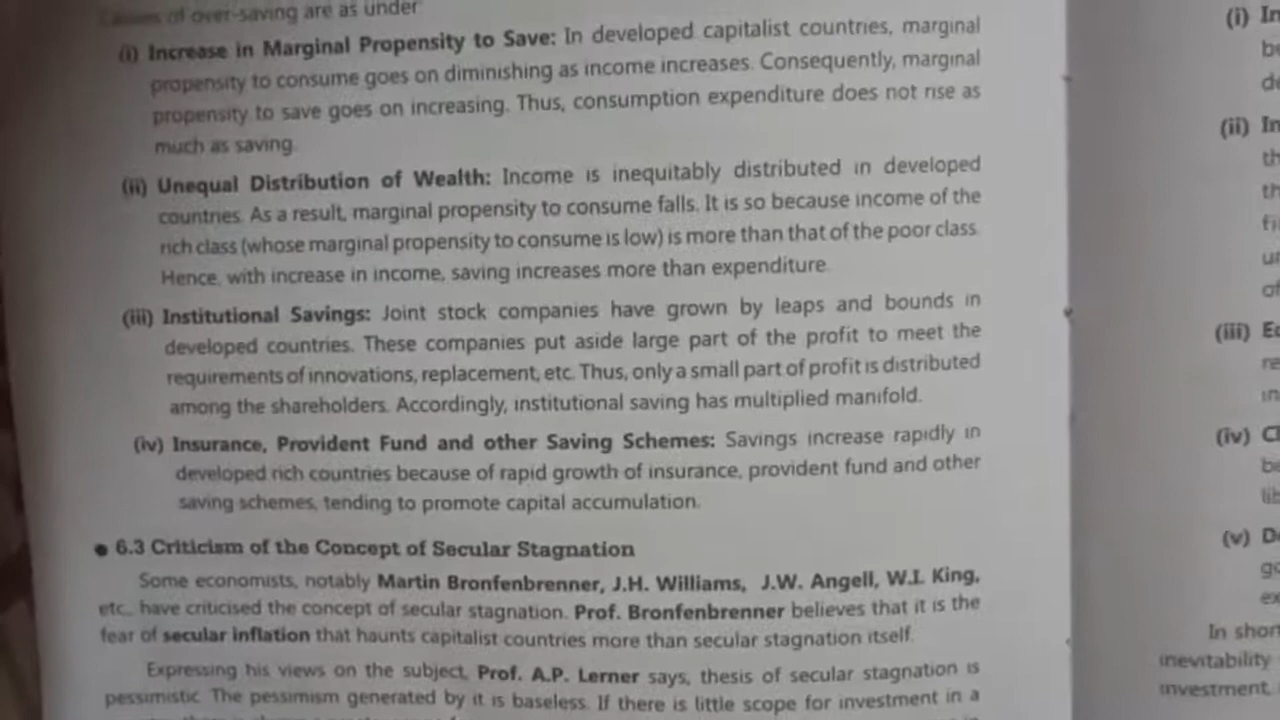 Causes of over-saving are as under
(i) Increase in Marginal Propensity to Save: In developed capitalist countries, marginal
propensity to consume goes on diminishing as income increases. Consequently, marginal
propensity to save goes on increasing. Thus, consumption expenditure does not rise as
much as saving.
(ii) Unequal Distribution of Wealth: Income is inequitably distributed in developed
countries. As a result, marginal propensity to consume falls. It is so because income of the
rich class (whose marginal propensity to consume is low) is more than that of the poor class.
Hence, with increase in income, saving increases more than expenditure.
(iii) Institutional Savings: Joint stock companies have grown by leaps and bounds in
developed countries. These companies put aside large part of the profit to meet the
requirements of innovations, replacement, etc. Thus, only a small part of profit is distributed
among the shareholders. Accordingly, institutional saving has multiplied manifold.
(iv) Insurance, Provident Fund and other Saving Schemes: Savings increase rapidly in
developed rich countries because of rapid growth of insurance, provident fund and other
saving schemes, tending to promote capital accumulation.
● 6.3 Criticism of the Concept of Secular Stagnation
Some economists, notably Martin Bronfenbrenner, J.H. Williams, J.W. Angell, W.I. King,
etc., have criticised the concept of secular stagnation. Prof. Bronfenbrenner believes that it is the
fear of secular inflation that haunts capitalist countries more than secular stagnation itself.
Expressing his views on the subject, Prof. A.P. Lerner says, thesis of secular stagnation is
pessimistic. The pessimism generated by it is baseless. If there is little scope for investment in a
(i)
(ii)
(iii)
(iv)
(v)
In short
inevitability
investment,